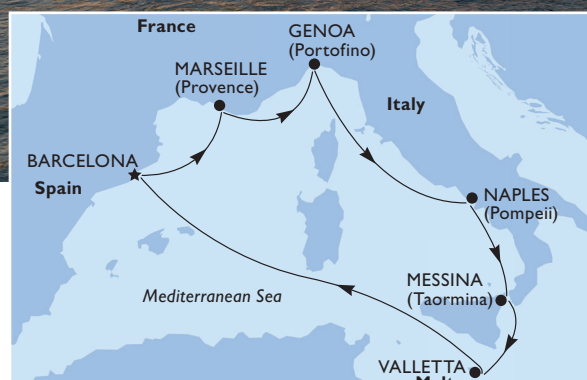 France
GENOA
(Portofino)
MARSEILLE
(Provence)
Italy
BARCELONA
Spain
NAPLES
(Pompeii)
MESSINA
(Taormina)
Mediterranean Sea
VALLETTA